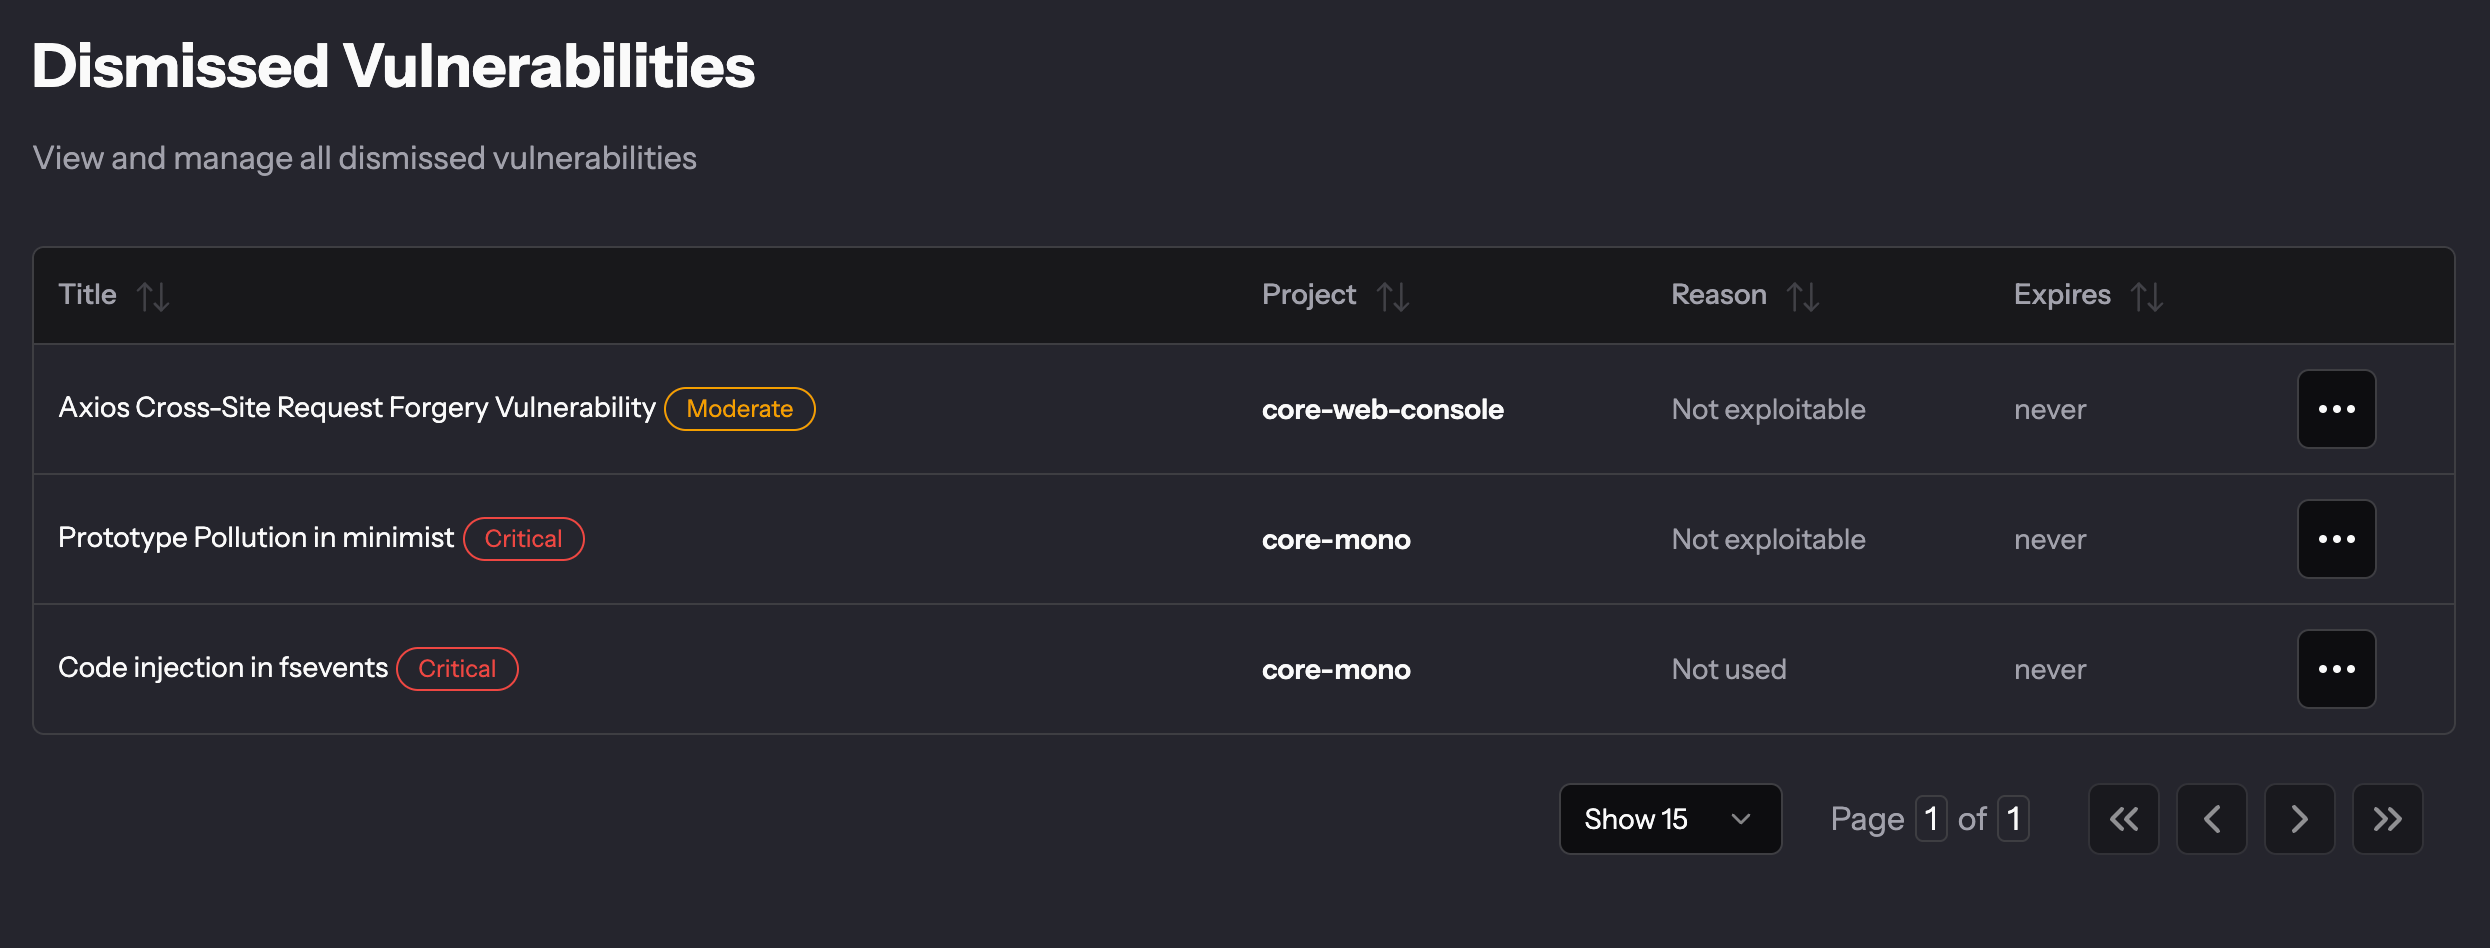 Dismissed Vulnerabilities
View and manage all dismissed vulnerabilities
Title Project Reason Expires
Axios Cross-Site Request Forgery Vulnerability Moderate core-web-console Not exploitable never
Prototype Pollution in minimist Critical core-mono Not exploitable never
Code injection in fsevents Critical core-mono Not used never
Show 15 Page 1 of 1